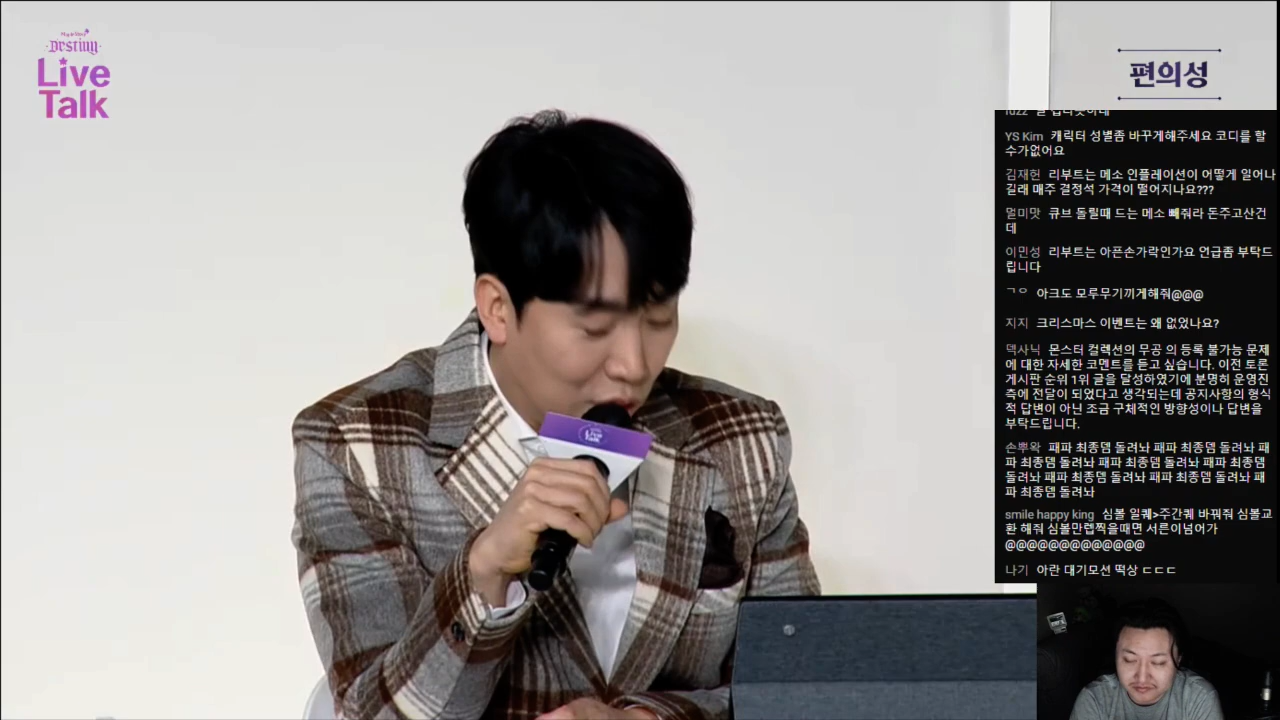 Destiny
Live
Talk
편의성
YS Kim 캐릭터 성별좀 바꾸게해주세요 코디를 할
수가없어요
김재헌 리부트는 메소 인플레이션이 어떻게 일어나
길래 매주 결정석 가격이 떨어지나요???
멀미맛 큐브 돌릴때 드는 메소 빼줘라 돈주고산건
데
이민성 리부트는 아픈손가락인가요 언급좀 부탁드
립니다
ㄱㅇ 아크도 모루무기끼게해줘@@@
지지 크리스마스 이벤트는 왜 없었나요?
덱사닉 몬스터 컬렉션의 무공 의 등록 불가능 문제
에 대한 자세한 코멘트를 듣고 싶습니다. 이전 토론
게시판 순위 1위 글을 달성하였기에 분명히 운영진
측에 전달이 되었다고 생각되는데 공지사항의 형식
적 답변이 아닌 조금 구체적인 방향성이나 답변을
부탁드립니다.
손뿌왁 패파 최종뎀 돌려놔 패파 최종뎀 돌려놔 패
파 최종뎀 돌려놔 패파 최종뎀 돌려놔 패파 최종뎀
돌려놔 패파 최종뎀 돌려놔 패파 최종뎀 돌려놔 패
파 최종뎀 돌려놔
smile happy king 심볼 일퀘>주간퀘 바꿔줘 심볼교
환 해줘 심볼만렙찍을때면 서른이넘어가
@@@@@@@@@@@@@
나기 아란 대기모션 떡상 ㄷㄷㄷ
Live
Talk